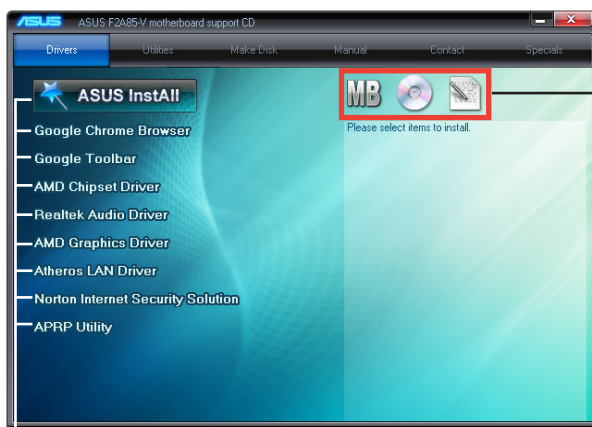 ASUS ASUS F2A85-V motherboard support CD
Drivers Utilities Make Disk Manual Contact Specials
ASUS InstAll
MB
Please select items to install.
Google Chrome Browser
Google Toolbar
AMD Chipset Driver
Realtek Audio Driver
AMD Graphics Driver
Atheros LAN Driver
Norton Internet Security Solution
APRP Utility